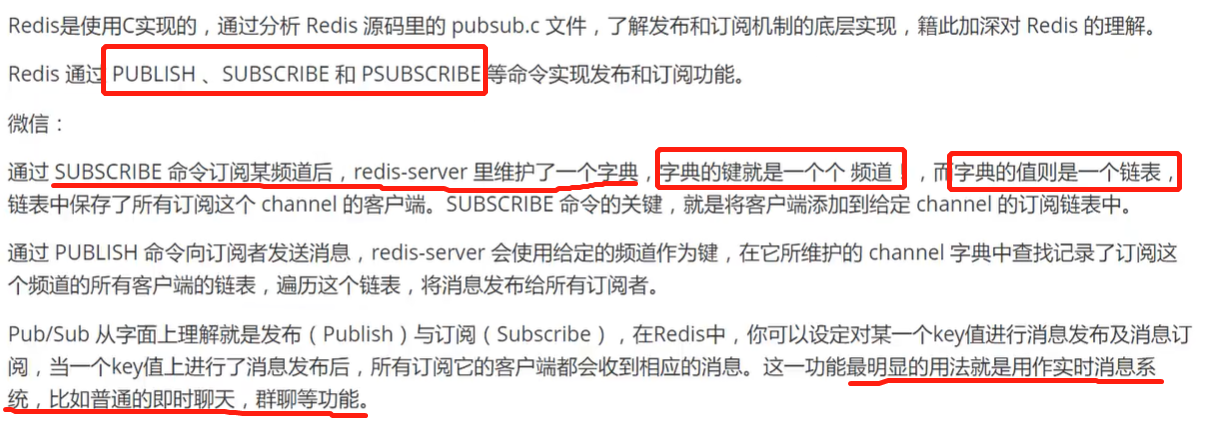 Redis是使用C实现的，通过分析 Redis 源码里的 pubsub.c 文件，了解发布和订阅机制的底层实现，籍此加深对 Redis 的理解。
Redis 通过 PUBLISH 、SUBSCRIBE 和 PSUBSCRIBE 等命令实现发布和订阅功能。
微信：
通过 SUBSCRIBE 命令订阅某频道后，redis-server 里维护了一个字典，字典的键就是一个个 频道 ，而字典的值则是一个链表，
链表中保存了所有订阅这个 channel 的客户端。SUBSCRIBE 命令的关键，就是将客户端添加到给定 channel 的订阅链表中。
通过 PUBLISH 命令向订阅者发送消息，redis-server 会使用给定的频道作为键，在它所维护的 channel 字典中查找记录了订阅这
个频道的所有客户端的链表，遍历这个链表，将消息发布给所有订阅者。
Pub/Sub 从字面上理解就是发布（Publish）与订阅（Subscribe），在Redis中，你可以设定对某一个key值进行消息发布及消息订
阅，当一个key值上进行了消息发布后，所有订阅它的客户端都会收到相应的消息。这一功能最明显的用法就是用作实时消息系
统，比如普通的即时聊天，群聊等功能。